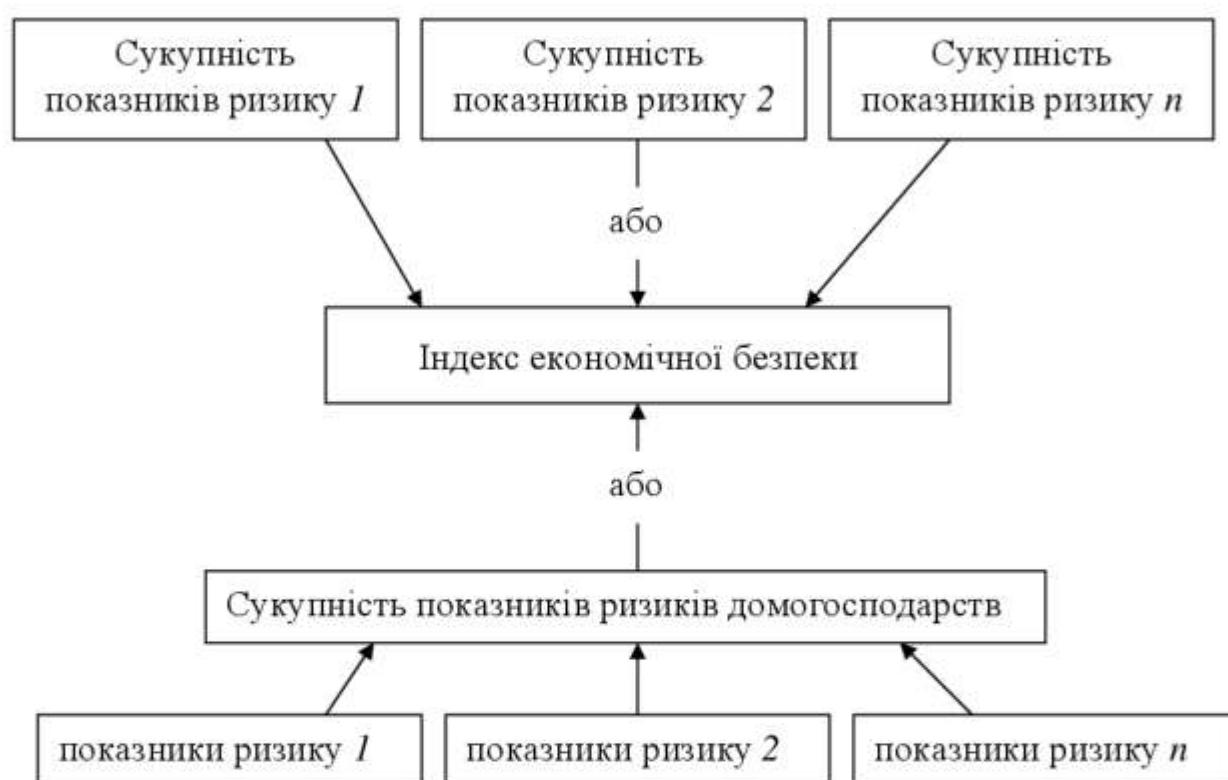 Сукупність
показників ризику 1
Сукупність
показників ризику 2
Сукупність
показників ризику n
або
Індекс економічної безпеки
або
Сукупність показників ризиків домогосподарств
показники ризику 1
показники ризику 2
показники ризику n